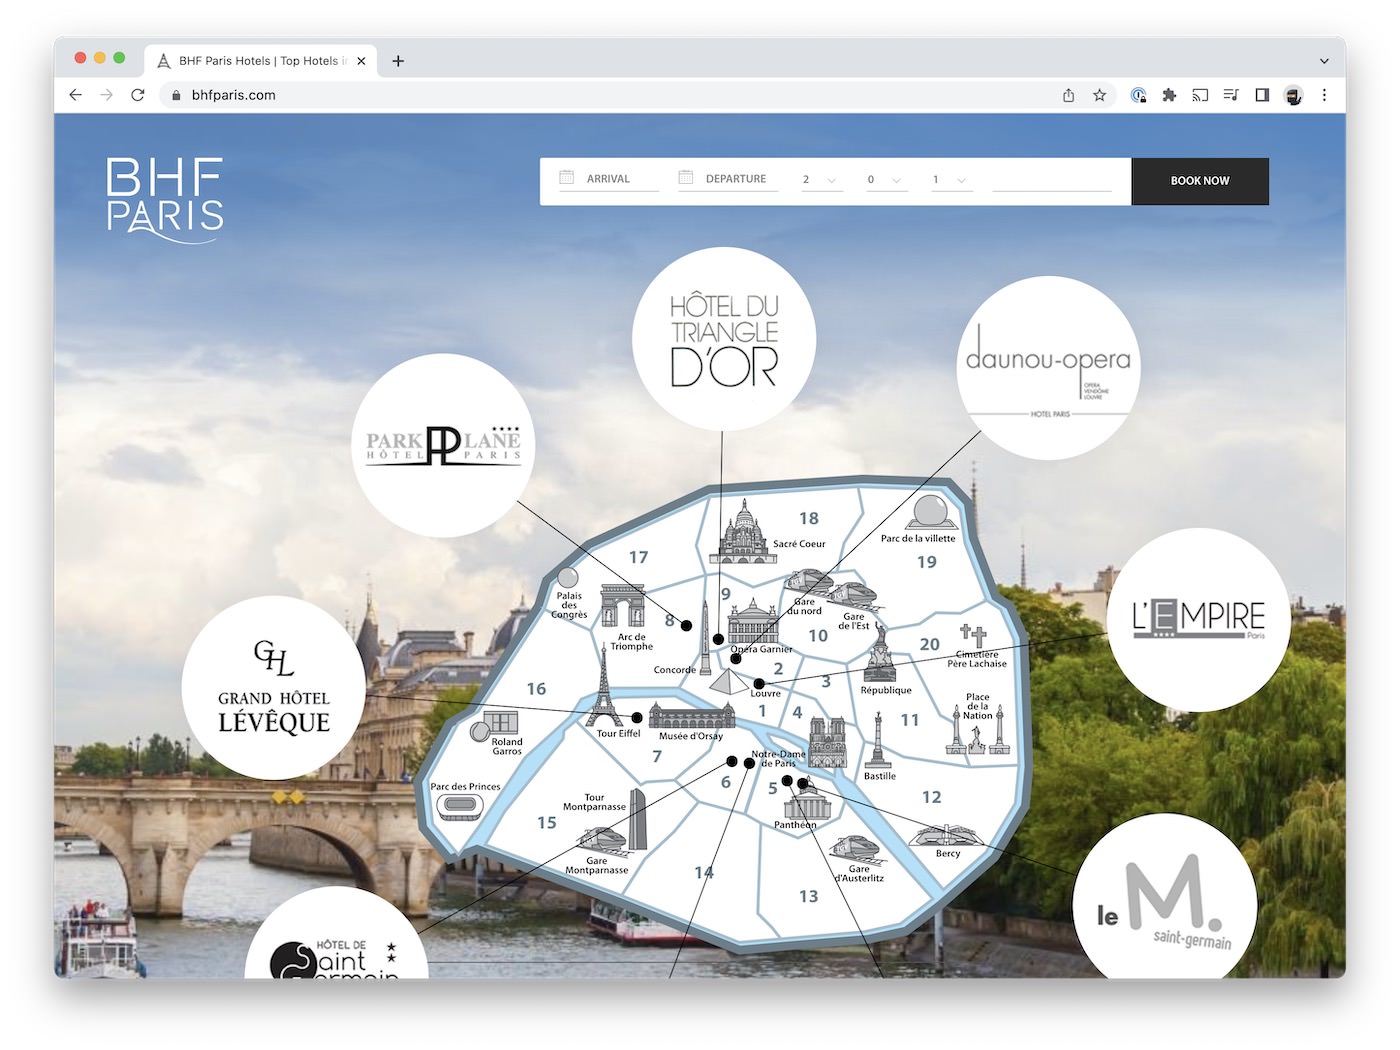 BHF Paris Hotels | Top Hotels in
bhfparis.com
BHF
PARIS
ARRIVAL
DEPARTURE
2
0
1
BOOK NOW
HÔTEL DU
TRIANGLE
D'OR
daunou-opera
OPERA
VENDÔME
LOUVRE
HOTEL PARIS
PARK LANE
HÔTEL PARIS
18
Sacré Coeur
Parc de la villette
19
17
Palais
des
Congrès
Arc de
Triomphe
8
9
Opéra Garnier
Gare
du nord
Gare
de l'Est
10
20
Cimetière
Père Lachaise
L'EMPIRE
Paris
Concorde
2
3
République
Louvre
1
4
Place
de la
Nation
11
16
GHL
GRAND HÔTEL
LÉVÊQUE
Tour Eiffel
Musée d'Orsay
Roland
Garros
7
Notre-Dame
de Paris
Bastille
6
5
Parc des Princes
Tour
Montparnasse
15
Panthéon
12
Gare
Montparnasse
14
Gare
d'Austerlitz
Bercy
13
le M.
saint-germain
HÔTEL DE
Saint
Germain